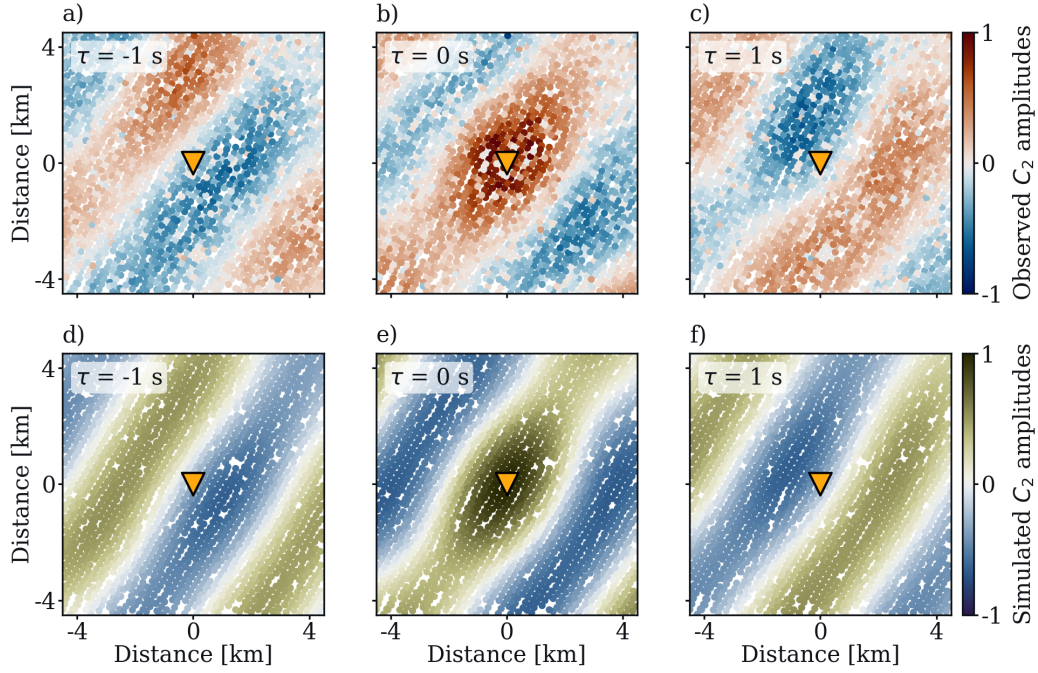 a)
b)
c)
τ = -1 s
τ = 0 s
τ = 1 s
4
0
-4
Distance [km]
1
0
-1
Observed C₂ amplitudes
d)
e)
f)
τ = -1 s
τ = 0 s
τ = 1 s
4
0
-4
Distance [km]
-4 0 4
-4 0 4
-4 0 4
Distance [km]
Distance [km]
Distance [km]
1
0
-1
Simulated C₂ amplitudes